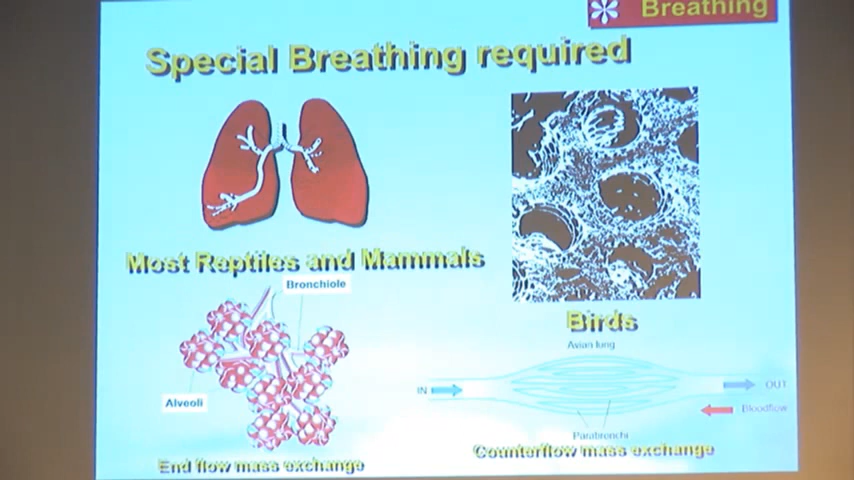 Breathing
Special Breathing required
Most Reptiles and Mammals
Bronchiole
Alveoli
End flow mass exchange
Birds
Avian lung
IN
OUT
Bloodflow
Parabronchi
Counterflow mass exchange